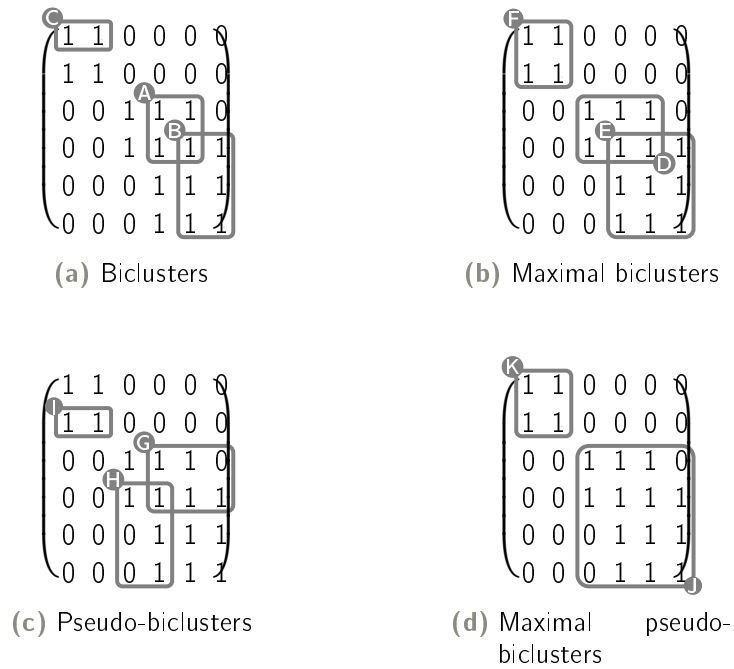 C F
1 1 0 0 0 0 1 1 0 0 0 0
1 1 0 0 0 0 1 1 0 0 0 0
A
0 0 1 1 1 0 0 0 1 1 1 0
B E
0 0 1 1 1 1 0 0 1 1 1 1
D
0 0 0 1 1 1 0 0 0 1 1 1
0 0 0 1 1 1 0 0 0 1 1 1
(a) Biclusters (b) Maximal biclusters
K
1 1 0 0 0 0 1 1 0 0 0 0
I
1 1 0 0 0 0 1 1 0 0 0 0
G
0 0 1 1 1 0 0 0 1 1 1 0
H
0 0 1 1 1 1 0 0 1 1 1 1
0 0 0 1 1 1 0 0 0 1 1 1
0 0 0 1 1 1 0 0 0 1 1 1
J
(c) Pseudo-biclusters (d) Maximal pseudo-
biclusters